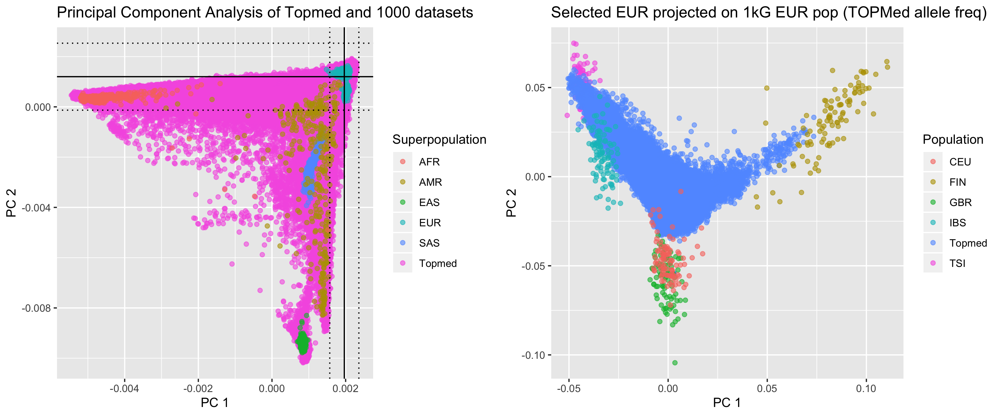 Principal Component Analysis of Topmed and 1000 datasets
PC 2
0.000
-0.004
-0.008
-0.004
-0.002
0.000
0.002
PC 1
Superpopulation
AFR
AMR
EAS
EUR
SAS
Topmed
Selected EUR projected on 1kG EUR pop (TOPMed allele freq)
PC 2
0.05
0.00
-0.05
-0.10
-0.05
0.00
0.05
0.10
PC 1
Population
CEU
FIN
GBR
IBS
Topmed
TSI